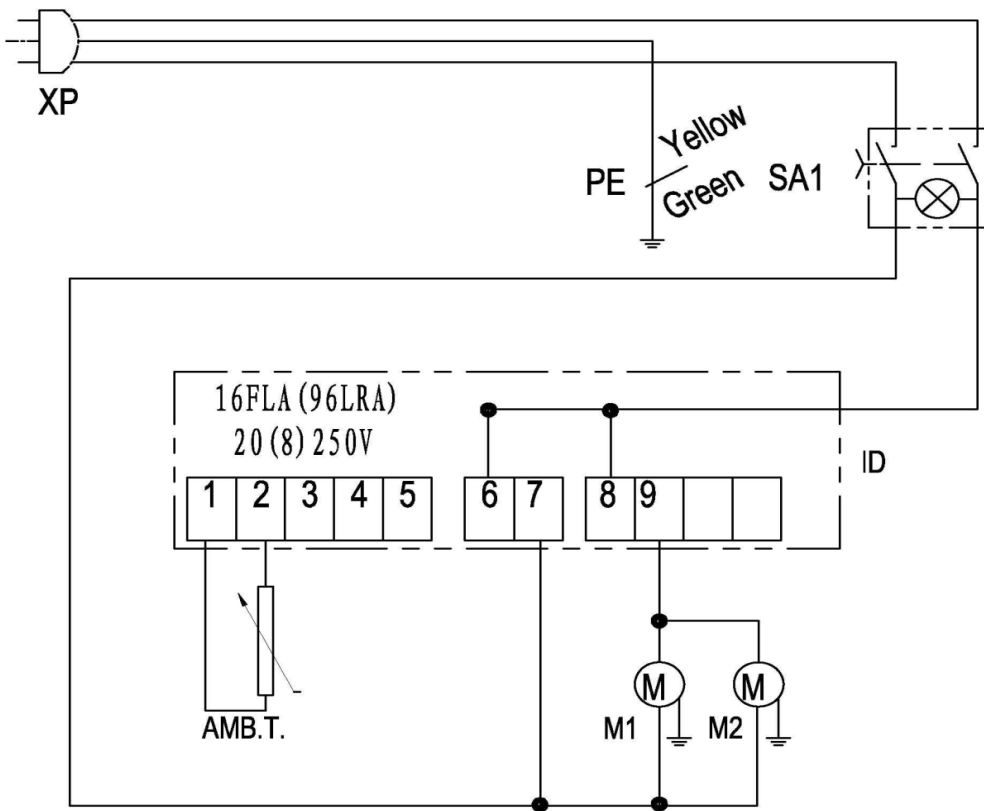 XP
PE
Yellow
Green
SA1
16FLA(96LRA)
20(8)250V
ID
1 2 3 4 5 6 7 8 9
AMB.T.
M M
M1 M2